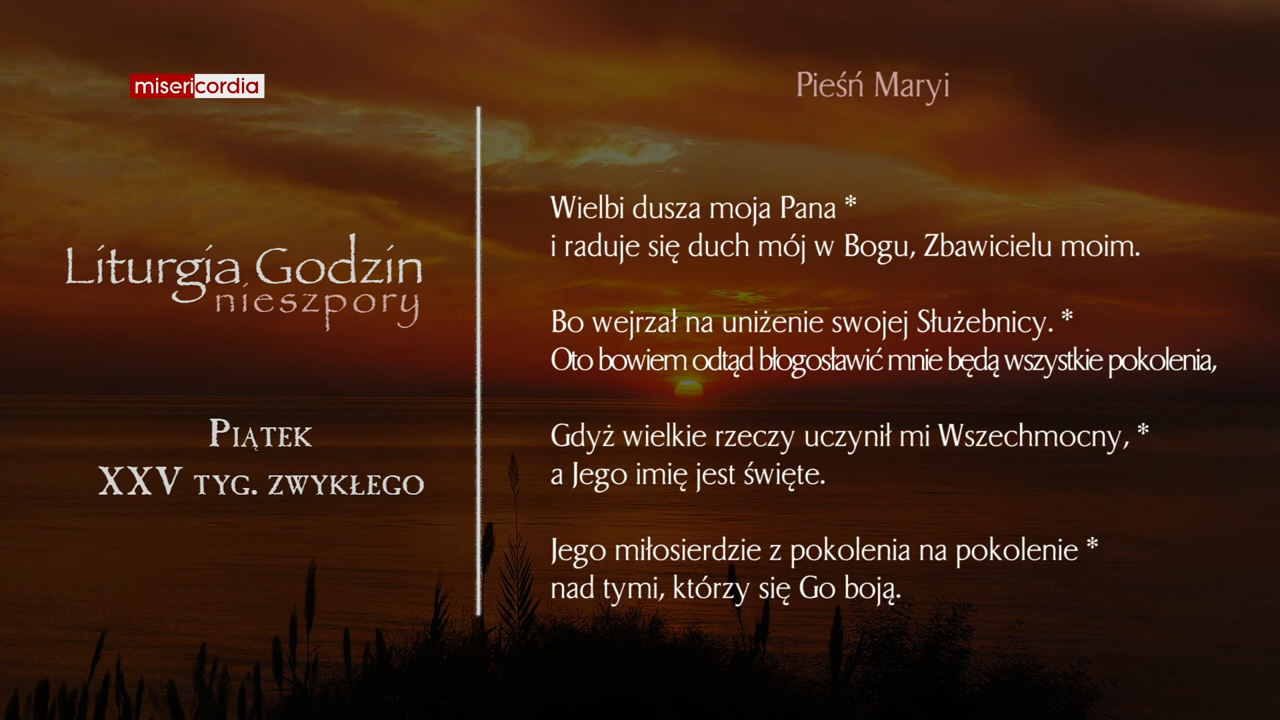 misericordia
Liturgia Godzin
nieszpory
Piątek
XXV tyg. zwykłego
Pieśń Maryi
Wielbi dusza moja Pana *
i raduje się duch mój w Bogu, Zbawicielu moim.
Bo wejrzał na uniżenie swojej Służebnicy. *
Oto bowiem odtąd błogosławić mnie będą wszystkie pokolenia,
Gdyż wielkie rzeczy uczynił mi Wszechmocny, *
a Jego imię jest święte.
Jego miłosierdzie z pokolenia na pokolenie *
nad tymi, którzy się Go boją.